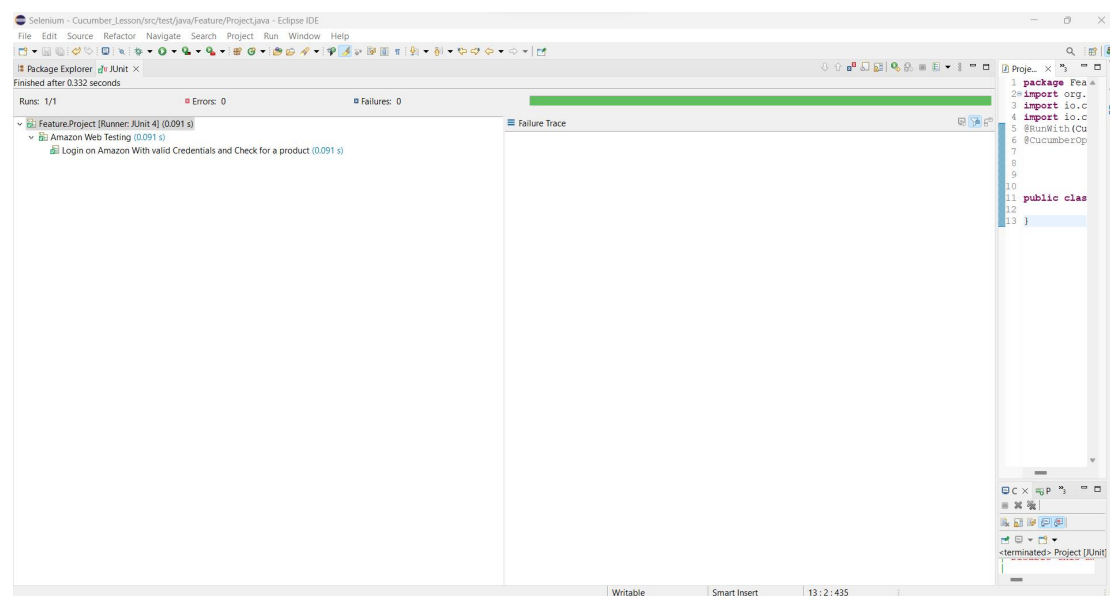 Selenium - Cucumber_Lesson/src/test/java/Feature/Project.java - Eclipse IDE
File Edit Source Refactor Navigate Search Project Run Window Help
Package Explorer JUnit
Finished after 0.332 seconds
Runs: 1/1 Errors: 0 Failures: 0
Feature.Project [Runner: JUnit 4] (0.091 s)
Amazon Web Testing (0.091 s)
Login on Amazon With valid Credentials and Check for a product (0.091 s)
Failure Trace
Proje...
1 package Fea
2 import org.
3 import io.c
4 import io.c
5 @RunWith(Cu
6 @CucumberOp
7
8
9
10
11 public clas
12
13 }
C P
<terminated> Project [JUnit]
Writable Smart Insert 13 : 2 : 435